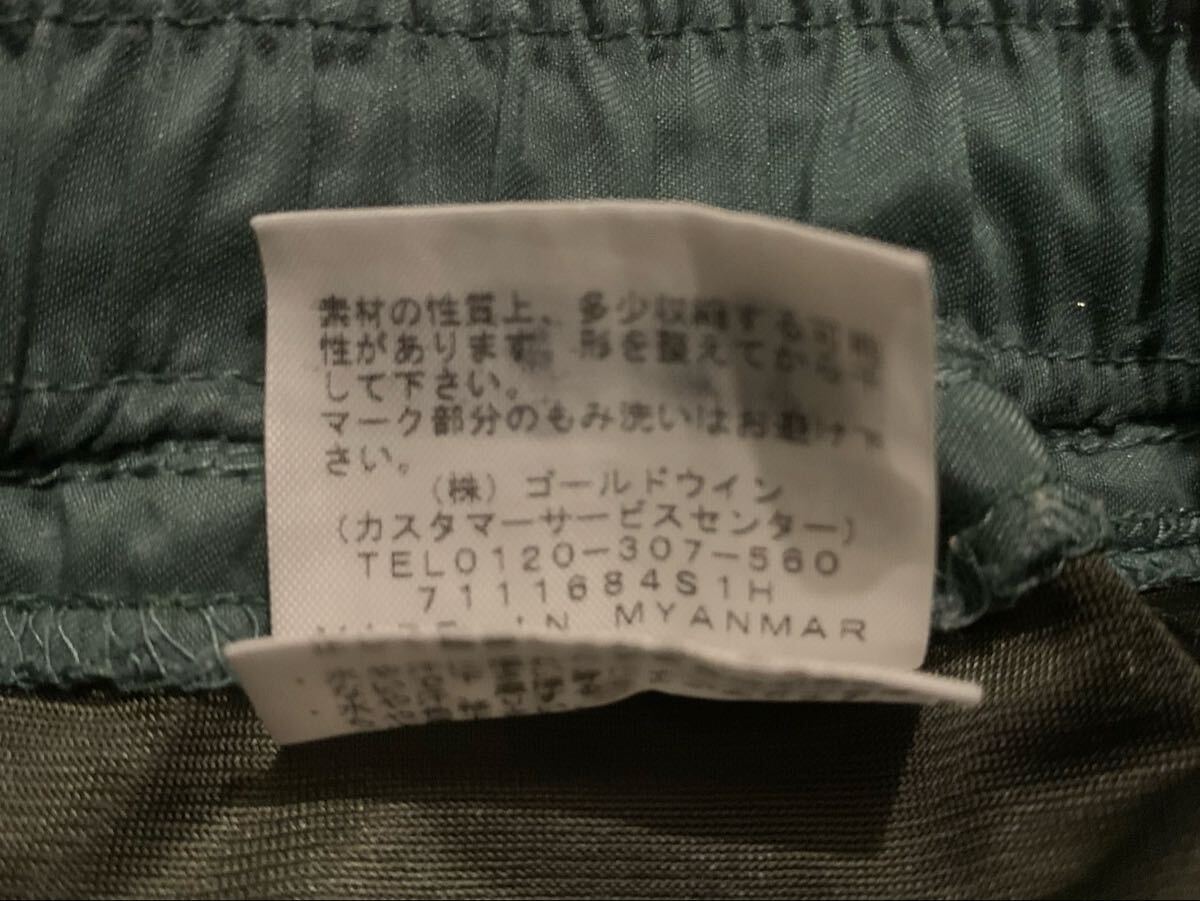 素材の性質上、多少収縮する可能
性があります。形を整えてから干
して下さい。
マーク部分のもみ洗いはお避け下
さい。
(株) ゴールドウイン
(カスタマーサービスセンター)
TEL0120-307-560
7111684S1H
IN MYANMAR